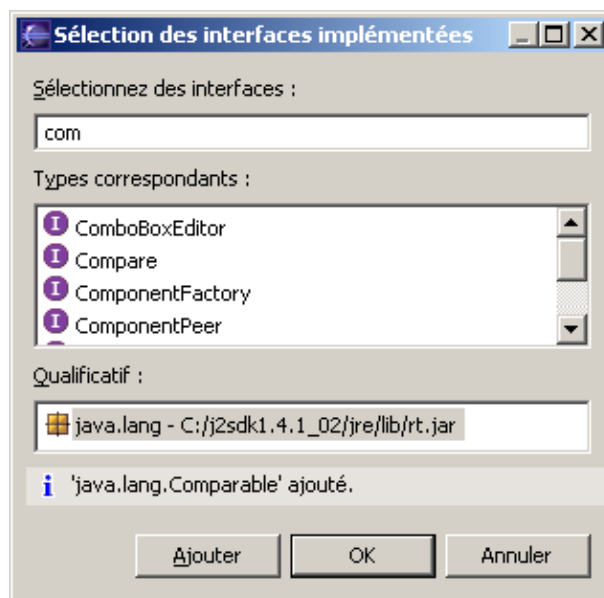 Sélection des interfaces implémentées
Sélectionnez des interfaces :
com
Types correspondants :
ComboBoxEditor
Compare
ComponentFactory
ComponentPeer
Qualificatif :
java.lang - C:/j2sdk1.4.1_02/jre/lib/rt.jar
'java.lang.Comparable' ajouté.
Ajouter OK Annuler